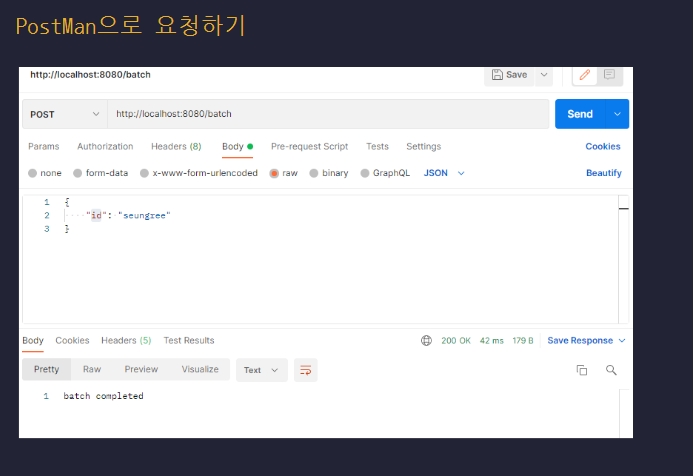 PostMan으로 요청하기
http://localhost:8080/batch Save
POST http://localhost:8080/batch Send
Params Authorization Headers (8) Body Pre-request Script Tests Settings Cookies
none form-data x-www-form-urlencoded raw binary GraphQL JSON Beautify
1 {
2 "id": "seungree"
3 }
Body Cookies Headers (5) Test Results 200 OK 42 ms 179 B Save Response
Pretty Raw Preview Visualize Text
1 batch completed